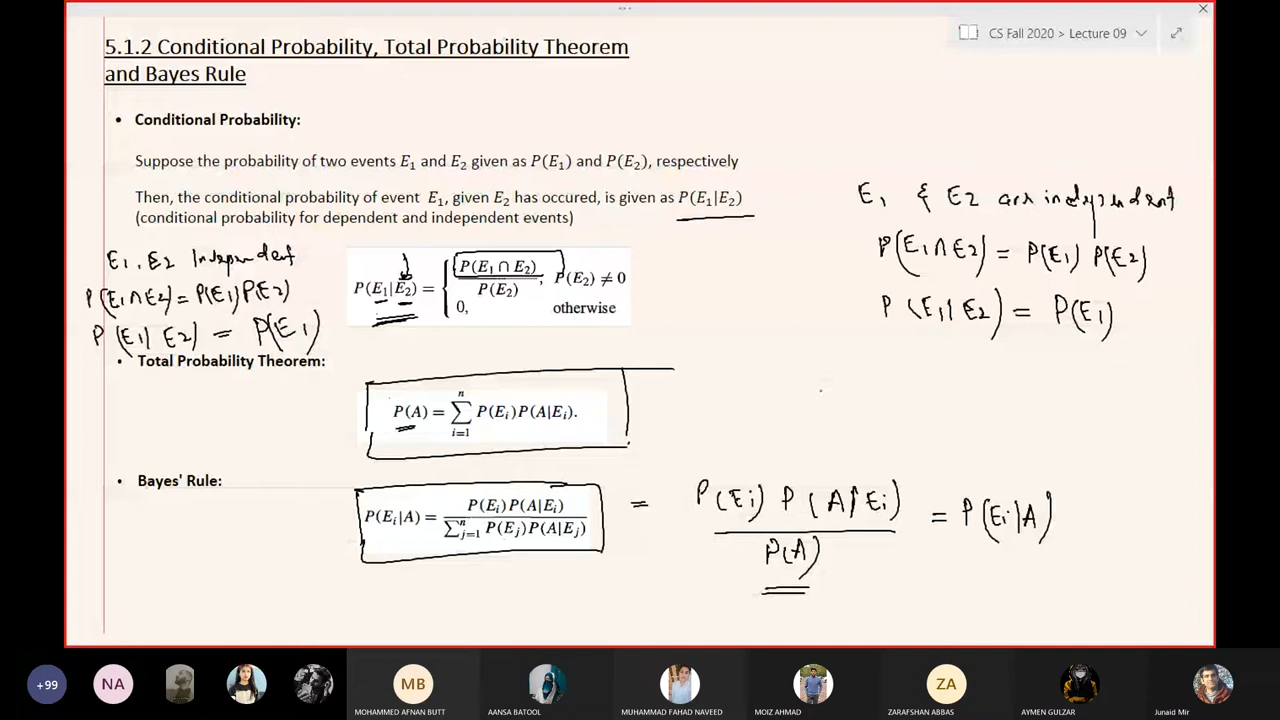 CS Fall 2020 > Lecture 09
5.1.2 Conditional Probability, Total Probability Theorem
and Bayes Rule
• Conditional Probability:
Suppose the probability of two events E₁ and E₂ given as P(E₁) and P(E₂), respectively
Then, the conditional probability of event E₁, given E₂ has occured, is given as P(E₁|E₂)
(conditional probability for dependent and independent events)
E₁, E₂ Independent
P(E₁∩E₂) = P(E₁)P(E₂)
P(E₁|E₂) = P(E₁)
P(E₁|E₂) = { P(E₁ ∩ E₂) / P(E₂), P(E₂) ≠ 0
0, otherwise
E₁ & E₂ are independent
P(E₁∩E₂) = P(E₁) P(E₂)
P(E₁|E₂) = P(E₁)
• Total Probability Theorem:
P(A) = ∑ⁿᵢ₌₁ P(Eᵢ)P(A|Eᵢ).
• Bayes' Rule:
P(Eᵢ|A) = P(Eᵢ)P(A|Eᵢ) / ∑ⁿⱼ₌₁ P(Eⱼ)P(A|Eⱼ) = P(Eᵢ) P(A|Eᵢ) / P(A) = P(Eᵢ|A)
+99
NA
MB
ZA
MOHAMMED AFNAN BUTT
AANSA BATOOL
MUHAMMAD FAHAD NAVEED
MOIZ AHMAD
ZARAFSHAN ABBAS
AYMEN GULZAR
Junaid Mir